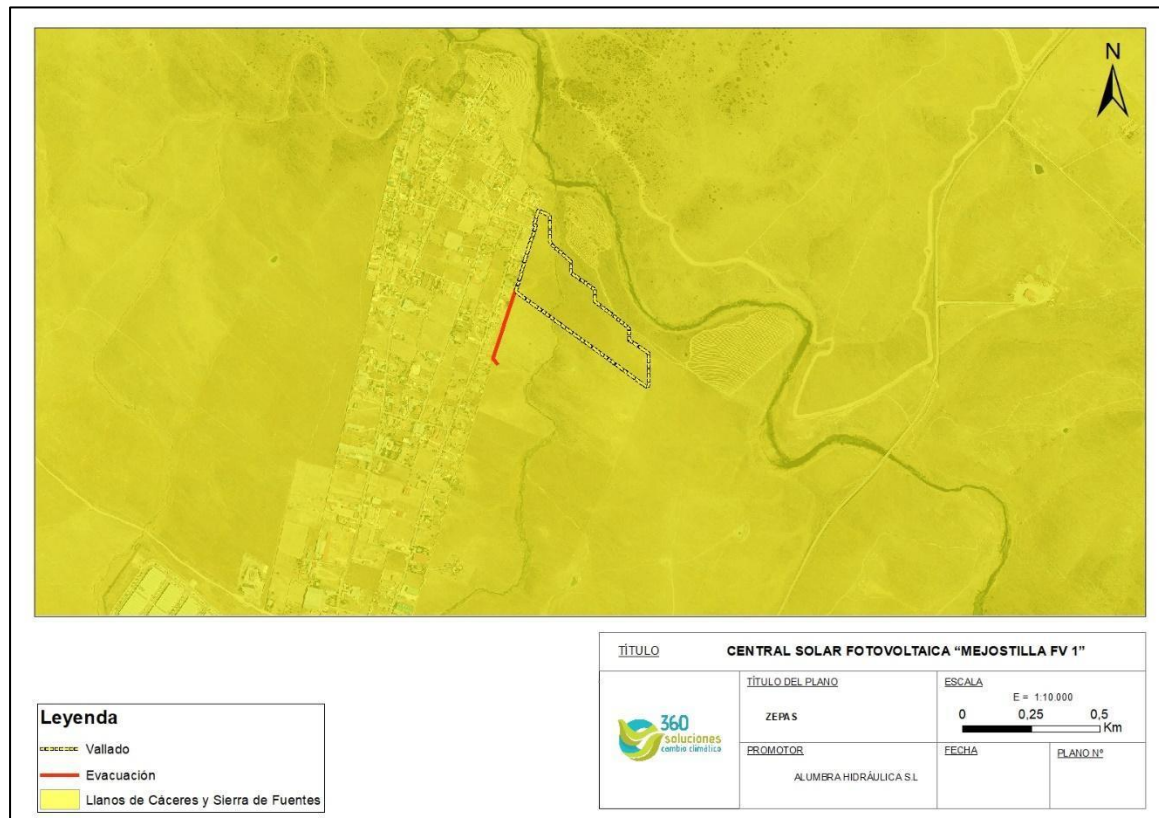 N
TÍTULO
CENTRAL SOLAR FOTOVOLTAICA “MEJOSTILLA FV 1”
360
soluciones
cambio climático
TÍTULO DEL PLANO
ZEPAS
ESCALA
E = 1:10.000
0 0,25 0,5
Km
PROMOTOR
ALUMBRA HIDRÀULICA S.L
FECHA
PLANO Nº
Leyenda
Vallado
Evacuación
Llanos de Cáceres y Sierra de Fuentes